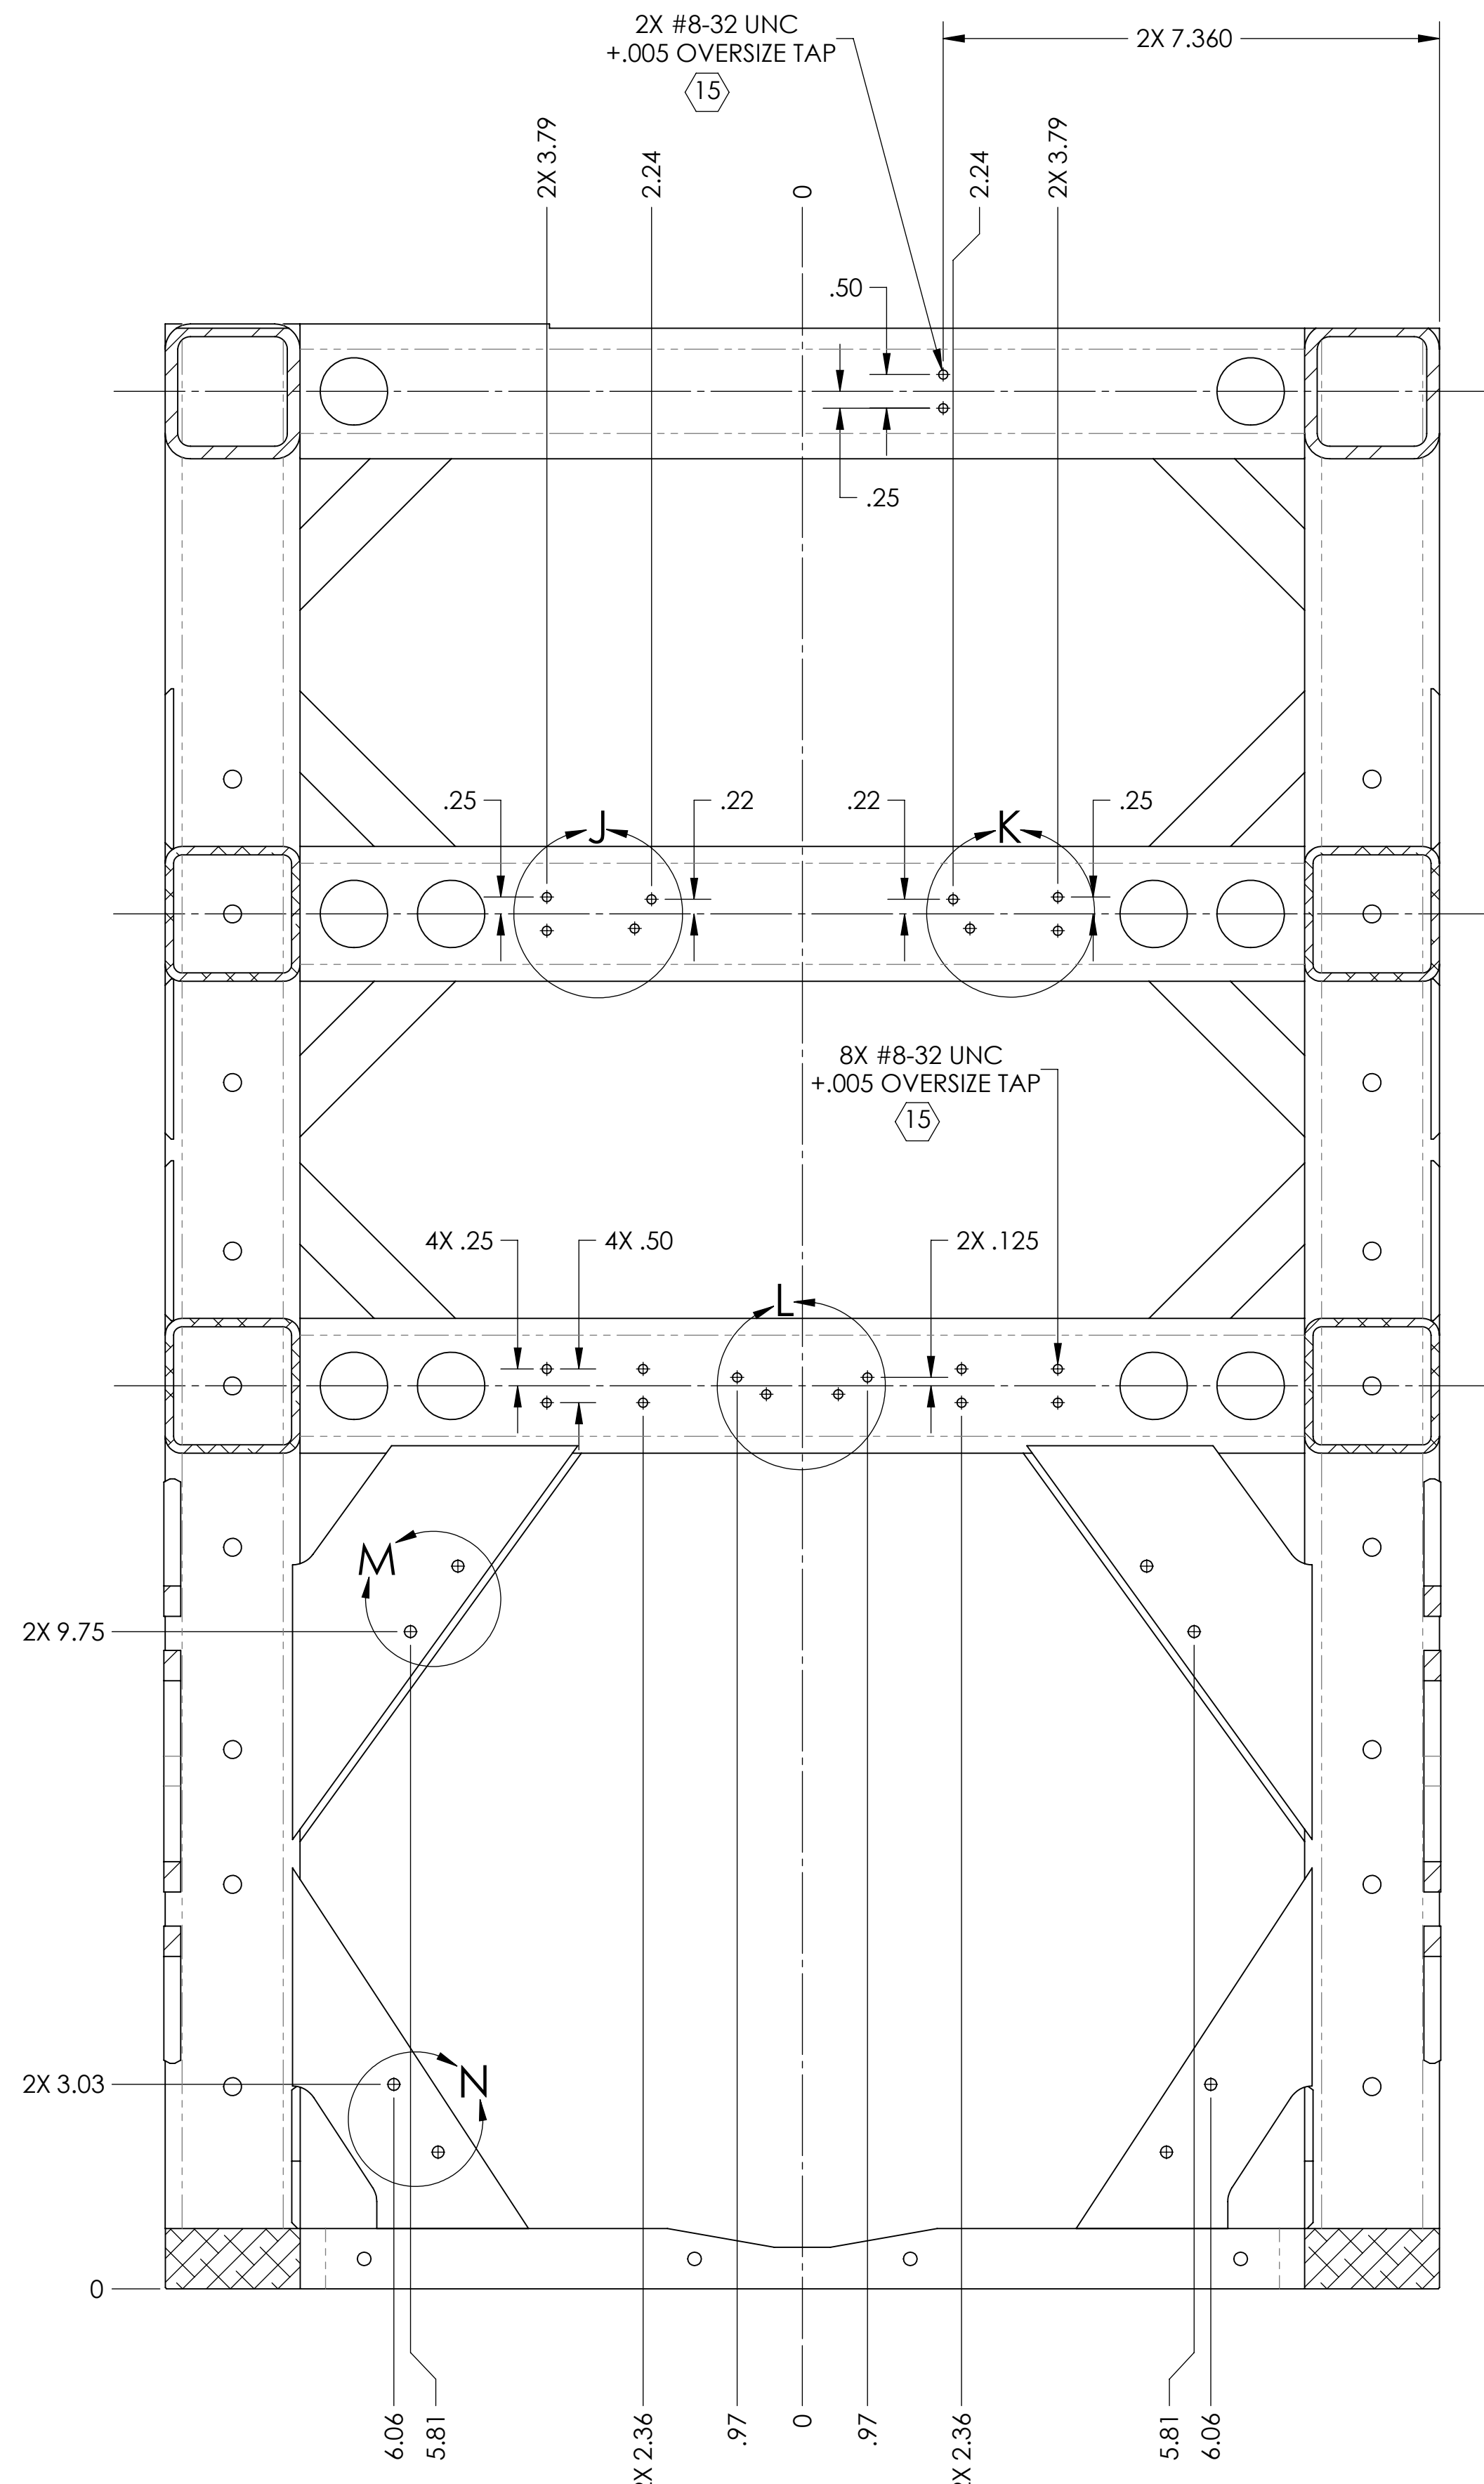 2X #8-32 UNC
+.005 OVERSIZE TAP
15
2X 7.360
2X 3.79
2.24
0
2.24
2X 3.79
.50
.25
.25
J
.22
.22
K
.25
8X #8-32 UNC
+.005 OVERSIZE TAP
15
4X .25
4X .50
2X .125
L
M
2X 9.75
2X 3.03
N
0
6.06
5.81
2X 2.36
.97
0
.97
2X 2.36
5.81
6.06